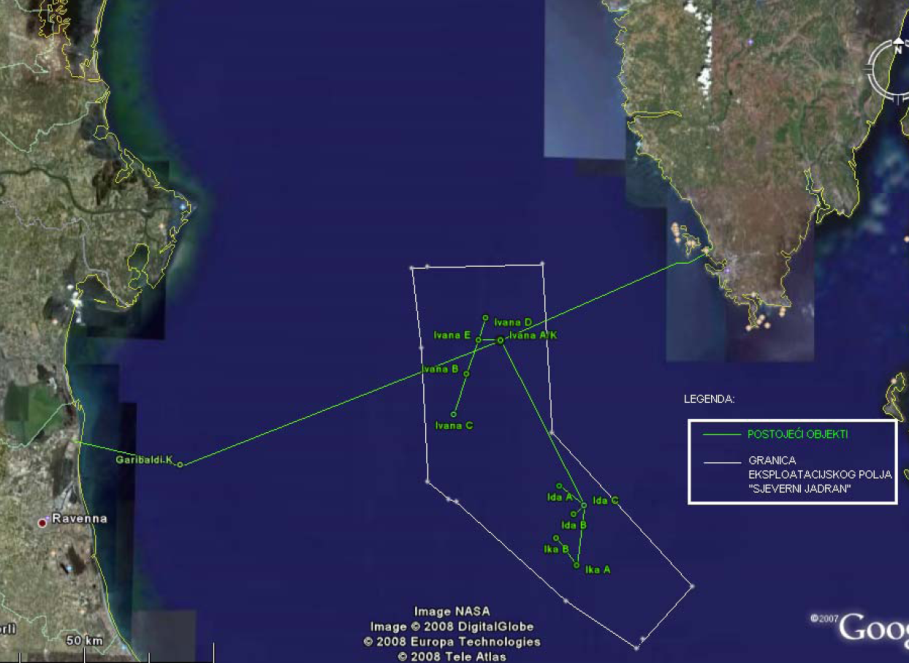 N
Ivana D
Ivana E
Ivana A/K
Ivana B
Ivana C
LEGENDA:
POSTOJEĆI OBJEKTI
GRANICA
EKSPLOATACIJSKOG POLJA
"SJEVERNI JADRAN"
Garibaldi K
Ravenna
Ida A
Ida C
Ida B
Ika B
Ika A
rli
50 km
Image NASA
Image © 2008 DigitalGlobe
© 2008 Europa Technologies
© 2008 Tele Atlas
©2007 Goog